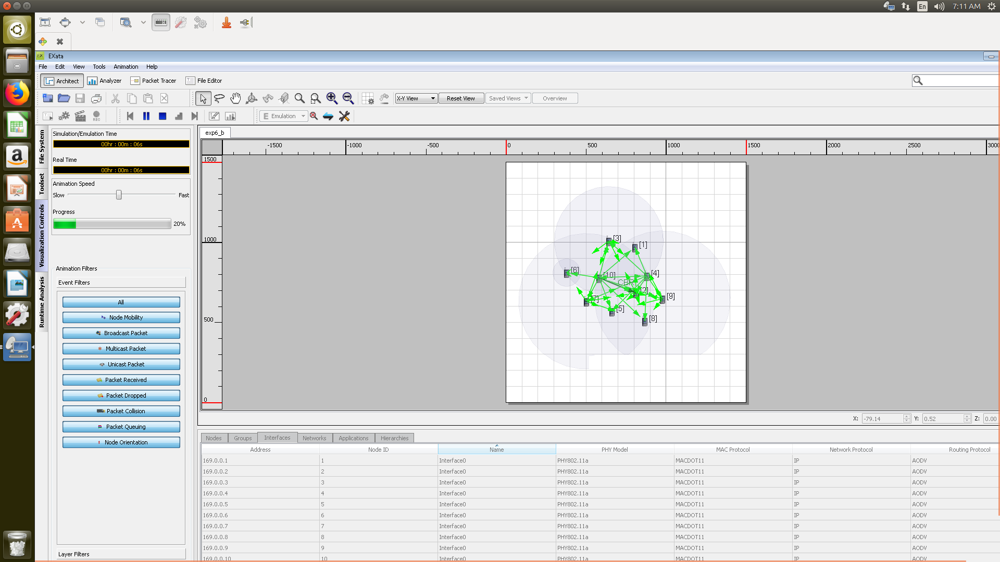 En 7:11 AM
EX EXata
File Edit View Tools Animation Help
Architect Analyzer Packet Tracer File Editor
X-Y View Reset View Saved Views Overview
REC E Emulation
File System
Toolset
Visualization Controls
Runtime Analysis
Simulation/Emulation Time
00hr : 00m : 06s
Real Time
00hr : 00m : 06s
Animation Speed
Slow Fast
Progress
20%
Animation Filters
Event Filters
All
Node Mobility
Broadcast Packet
Multicast Packet
Unicast Packet
Packet Received
Packet Dropped
Packet Collision
Packet Queuing
Node Orientation
Layer Filters
exp6_b
-1500 -1000 -500 0 500 1000 1500 2000 2500 3000
1500
1000
500
0
[3]
[1]
[6]
[10]
[4]
CBR
[2]
[7]
[9]
[5]
[8]
X: -79.14 Y: 0.52 Z: 0.00
Nodes Groups Interfaces Networks Applications Hierarchies
Address Node ID Name PHY Model MAC Protocol Network Protocol Routing Protocol
169.0.0.1 1 Interface0 PHY802.11a MACDOT11 IP AODV
169.0.0.2 2 Interface0 PHY802.11a MACDOT11 IP AODV
169.0.0.3 3 Interface0 PHY802.11a MACDOT11 IP AODV
169.0.0.4 4 Interface0 PHY802.11a MACDOT11 IP AODV
169.0.0.5 5 Interface0 PHY802.11a MACDOT11 IP AODV
169.0.0.6 6 Interface0 PHY802.11a MACDOT11 IP AODV
169.0.0.7 7 Interface0 PHY802.11a MACDOT11 IP AODV
169.0.0.8 8 Interface0 PHY802.11a MACDOT11 IP AODV
169.0.0.9 9 Interface0 PHY802.11a MACDOT11 IP AODV
169.0.0.10 10 Interface0 PHY802.11a MACDOT11 IP AODV